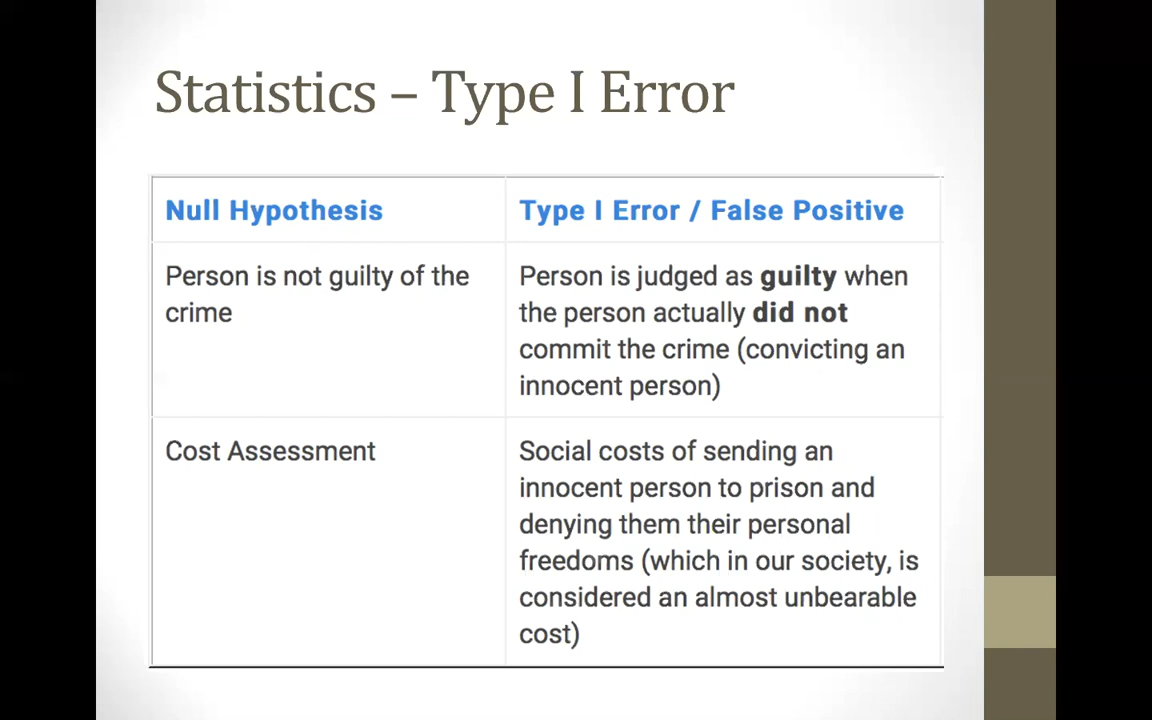 Statistics – Type I Error
Null Hypothesis
Type I Error / False Positive
Person is not guilty of the
crime
Person is judged as guilty when
the person actually did not
commit the crime (convicting an
innocent person)
Cost Assessment
Social costs of sending an
innocent person to prison and
denying them their personal
freedoms (which in our society, is
considered an almost unbearable
cost)